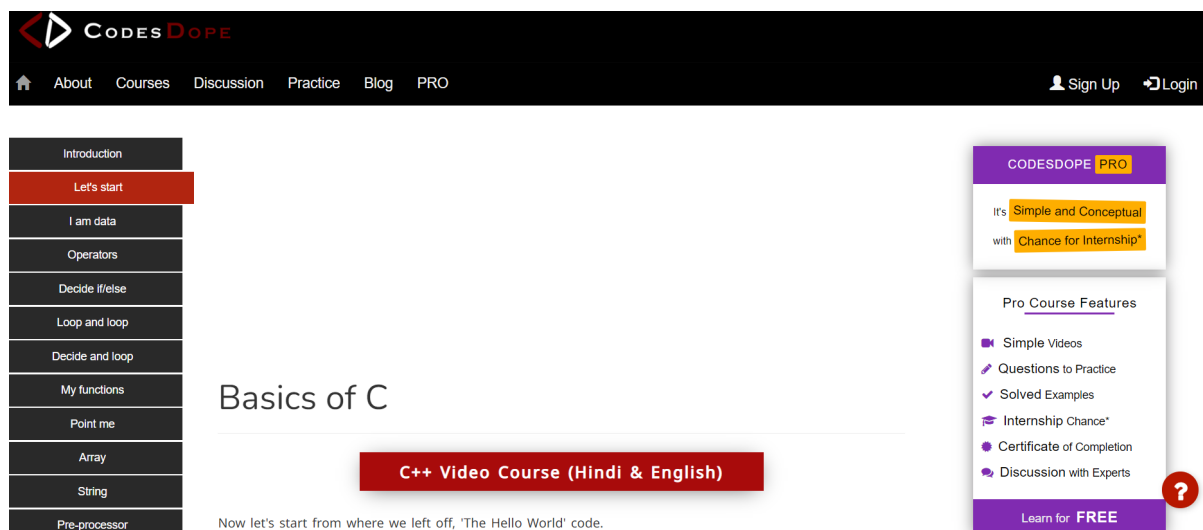 CODESDOPE
About Courses Discussion Practice Blog PRO
Sign Up Login
Introduction
Let's start
I am data
Operators
Decide if/else
Loop and loop
Decide and loop
My functions
Point me
Array
String
Pre-processor
Basics of C
C++ Video Course (Hindi & English)
Now let's start from where we left off, 'The Hello World' code.
CODESDOPE PRO
It's Simple and Conceptual
with Chance for Internship*
Pro Course Features
Simple Videos
Questions to Practice
Solved Examples
Internship Chance*
Certificate of Completion
Discussion with Experts
?
Learn for FREE